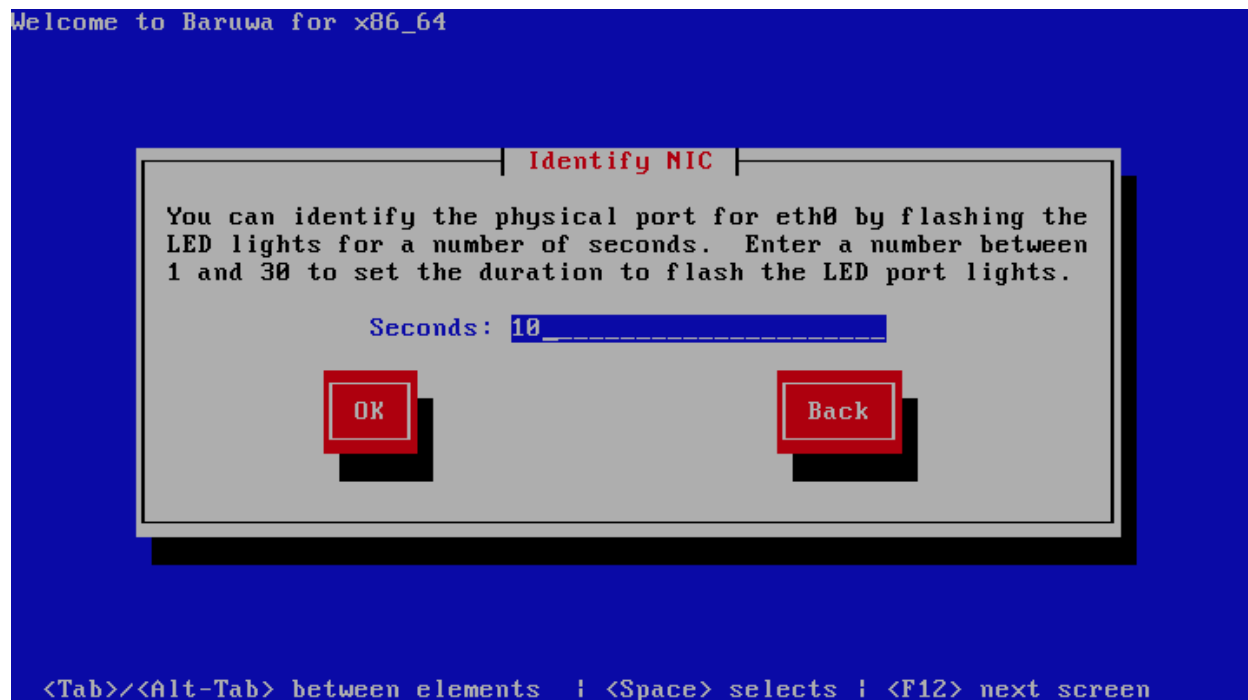 Welcome to Baruwa for x86_64
Identify NIC
You can identify the physical port for eth0 by flashing the
LED lights for a number of seconds.  Enter a number between
1 and 30 to set the duration to flash the LED port lights.
Seconds: 10_____________________
OK Back
<Tab>/<Alt-Tab> between elements  | <Space> selects | <F12> next screen